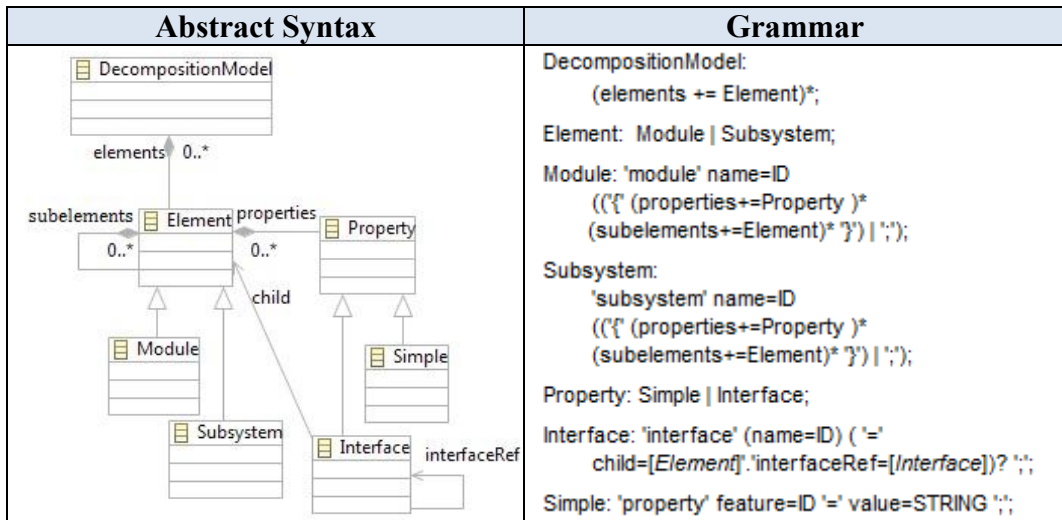 Abstract Syntax
Grammar
DecompositionModel
elements 0..*
subelements
Element
properties
Property
0..*
0..*
child
Module
Simple
Subsystem
Interface
interfaceRef
DecompositionModel:
(elements += Element)*;
Element: Module | Subsystem;
Module: 'module' name=ID
(('{' (properties+=Property )*
(subelements+=Element)* '}') | ';');
Subsystem:
'subsystem' name=ID
(('{' (properties+=Property )*
(subelements+=Element)* '}') | ';');
Property: Simple | Interface;
Interface: 'interface' (name=ID) ( '='
child=[Element]'.'interfaceRef=[Interface])? ';';
Simple: 'property' feature=ID '=' value=STRING ';';